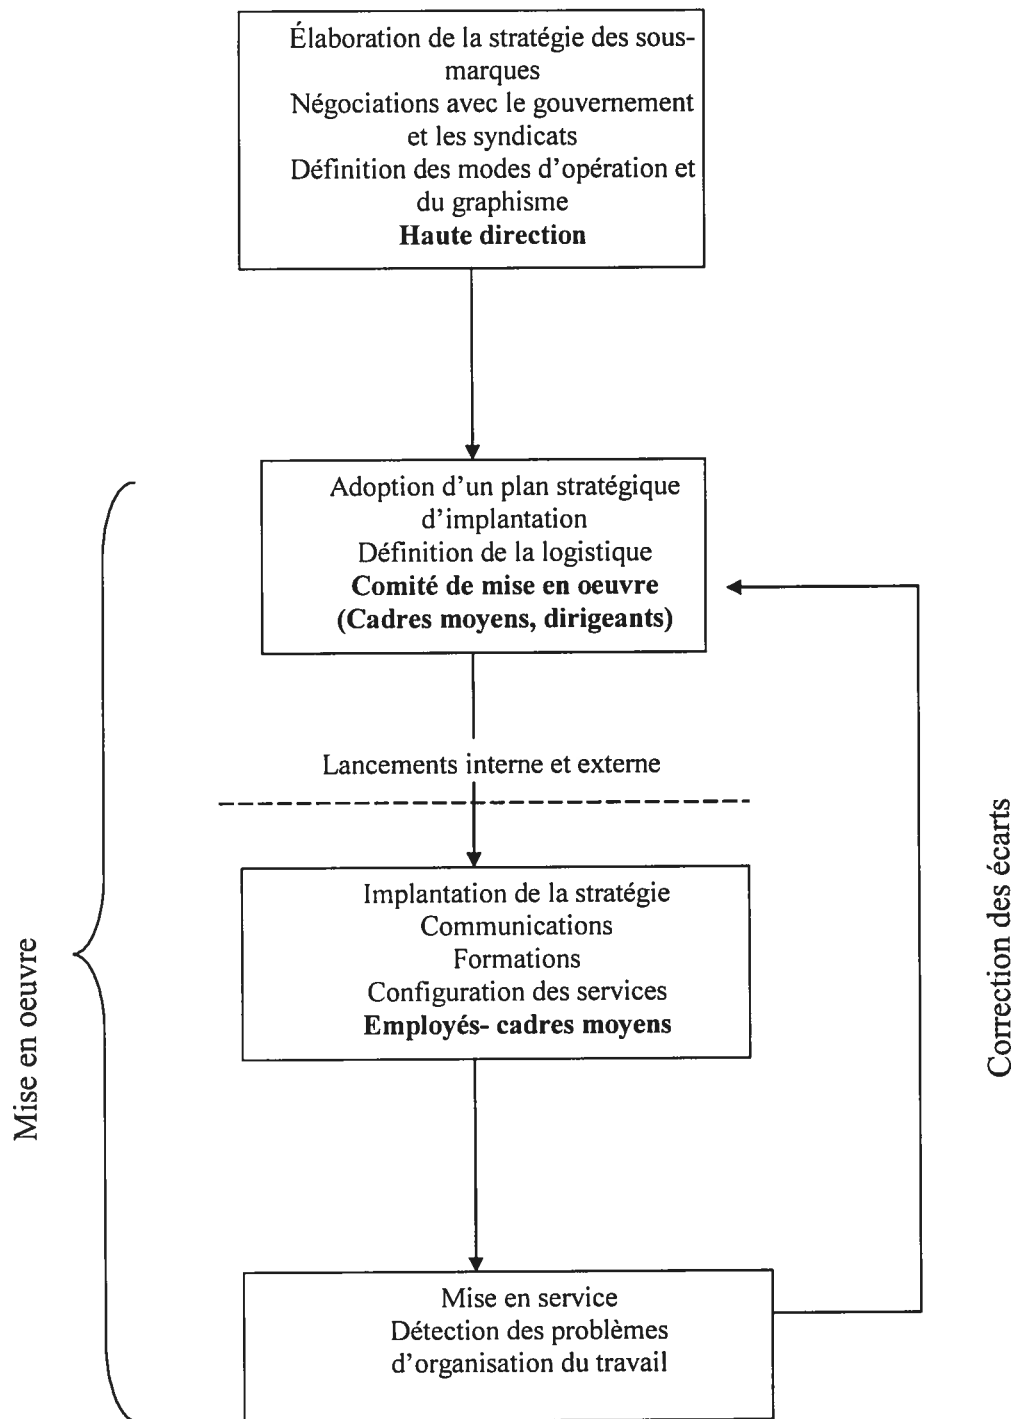 Élaboration de la stratégie des sous-
marques
Négociations avec le gouvernement
et les syndicats
Définition des modes d'opération et
du graphisme
Haute direction
Adoption d'un plan stratégique
d'implantation
Définition de la logistique
Comité de mise en oeuvre
(Cadres moyens, dirigeants)
Lancements interne et externe
Implantation de la stratégie
Communications
Formations
Configuration des services
Employés- cadres moyens
Mise en service
Détection des problèmes
d'organisation du travail
Mise en oeuvre
Correction des écarts